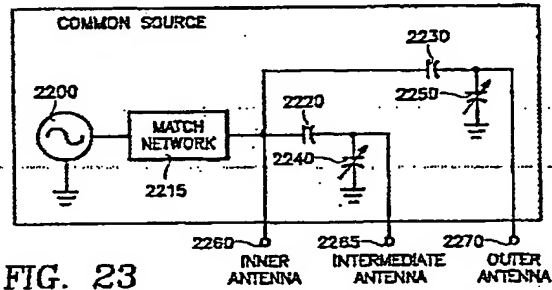 COMMON SOURCE
2230
2200
2220
2250
MATCH
NETWORK
2240
2215
2260
2265
2270
INNER
ANTENNA
INTERMEDIATE
ANTENNA
OUTER
ANTENNA
FIG. 23